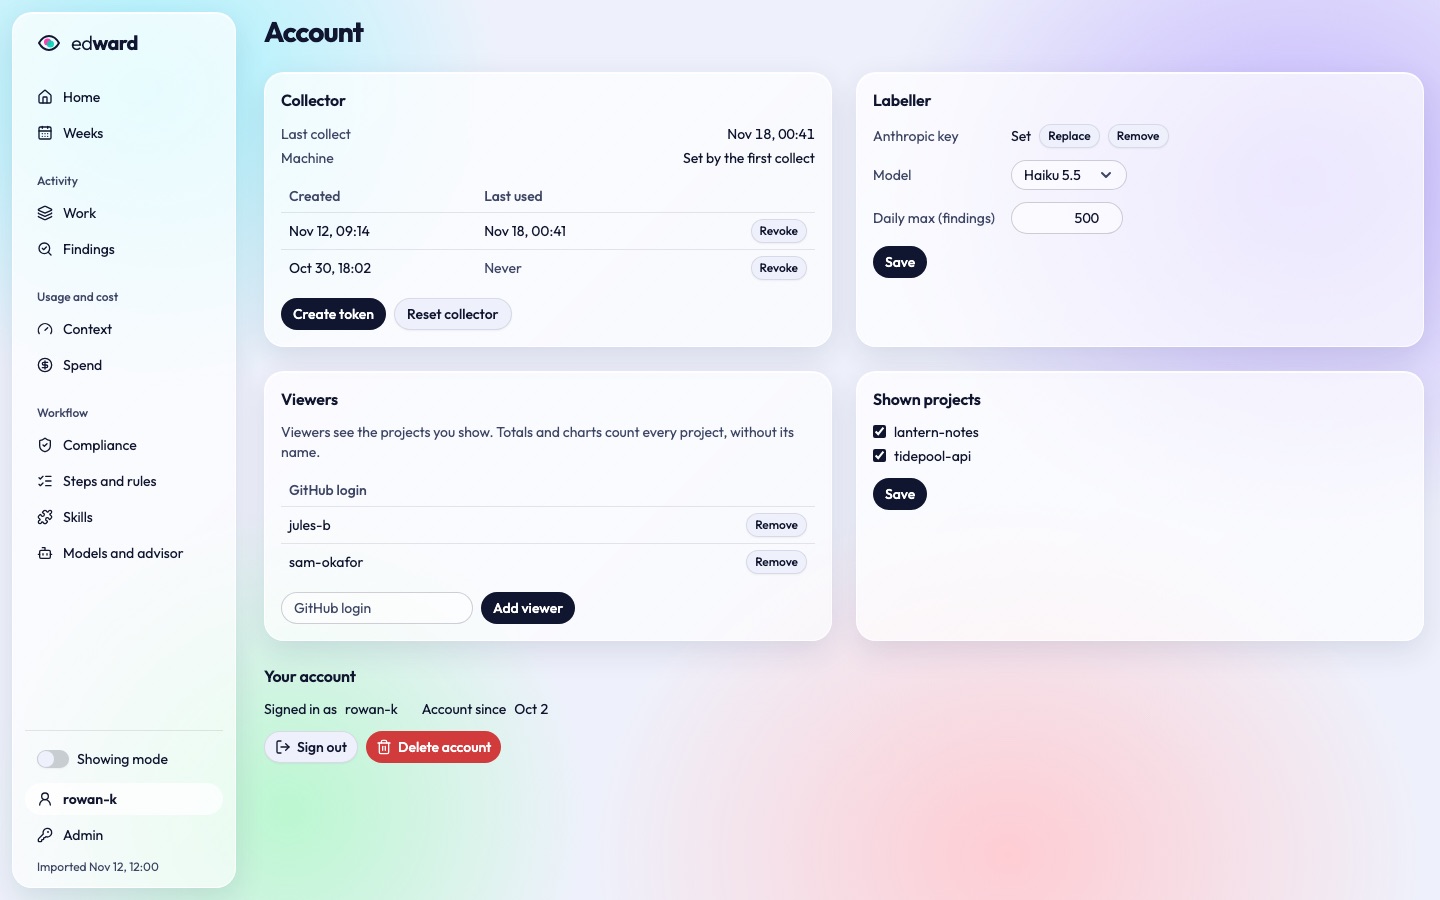 edward
Home
Weeks
Activity
Work
Findings
Usage and cost
Context
Spend
Workflow
Compliance
Steps and rules
Skills
Models and advisor
Showing mode
rowan-k
Admin
Imported Nov 12, 12:00
Account
Collector
Last collect Nov 18, 00:41
Machine Set by the first collect
Created Last used
Nov 12, 09:14 Nov 18, 00:41 Revoke
Oct 30, 18:02 Never Revoke
Create token Reset collector
Labeller
Anthropic key Set Replace Remove
Model Haiku 5.5
Daily max (findings) 500
Save
Viewers
Viewers see the projects you show. Totals and charts count every project, without its
name.
GitHub login
jules-b Remove
sam-okafor Remove
GitHub login Add viewer
Shown projects
lantern-notes
tidepool-api
Save
Your account
Signed in as rowan-k Account since Oct 2
Sign out Delete account